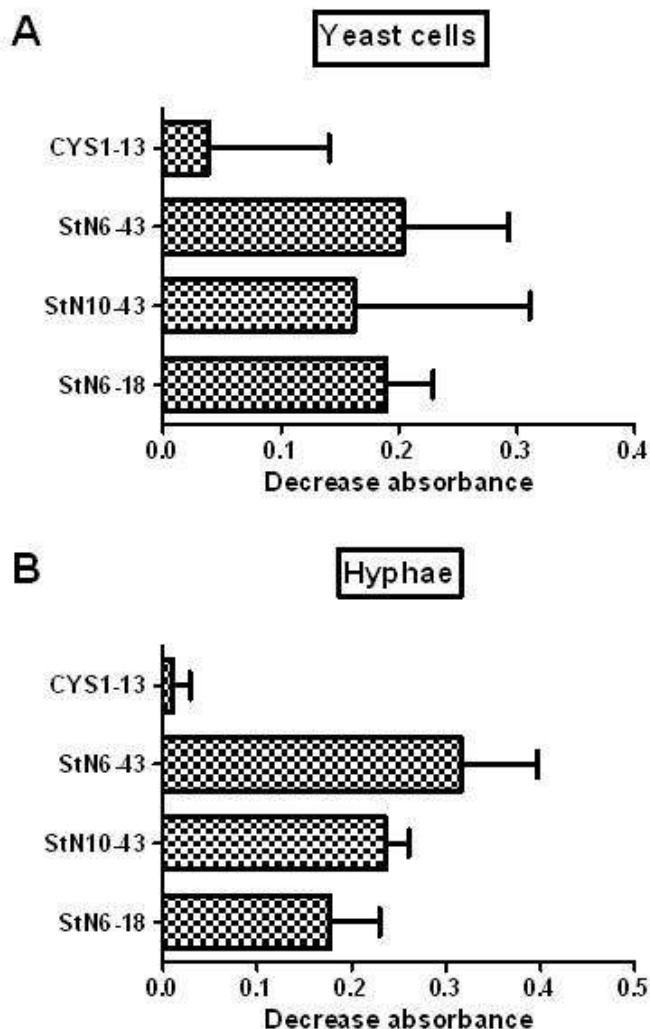 A
Yeast cells
CYS1-13
StN6-43
StN10-43
StN6-18
0.0 0.1 0.2 0.3 0.4
Decrease absorbance
B
Hyphae
CYS1-13
StN6-43
StN10-43
StN6-18
0.0 0.1 0.2 0.3 0.4 0.5
Decrease absorbance